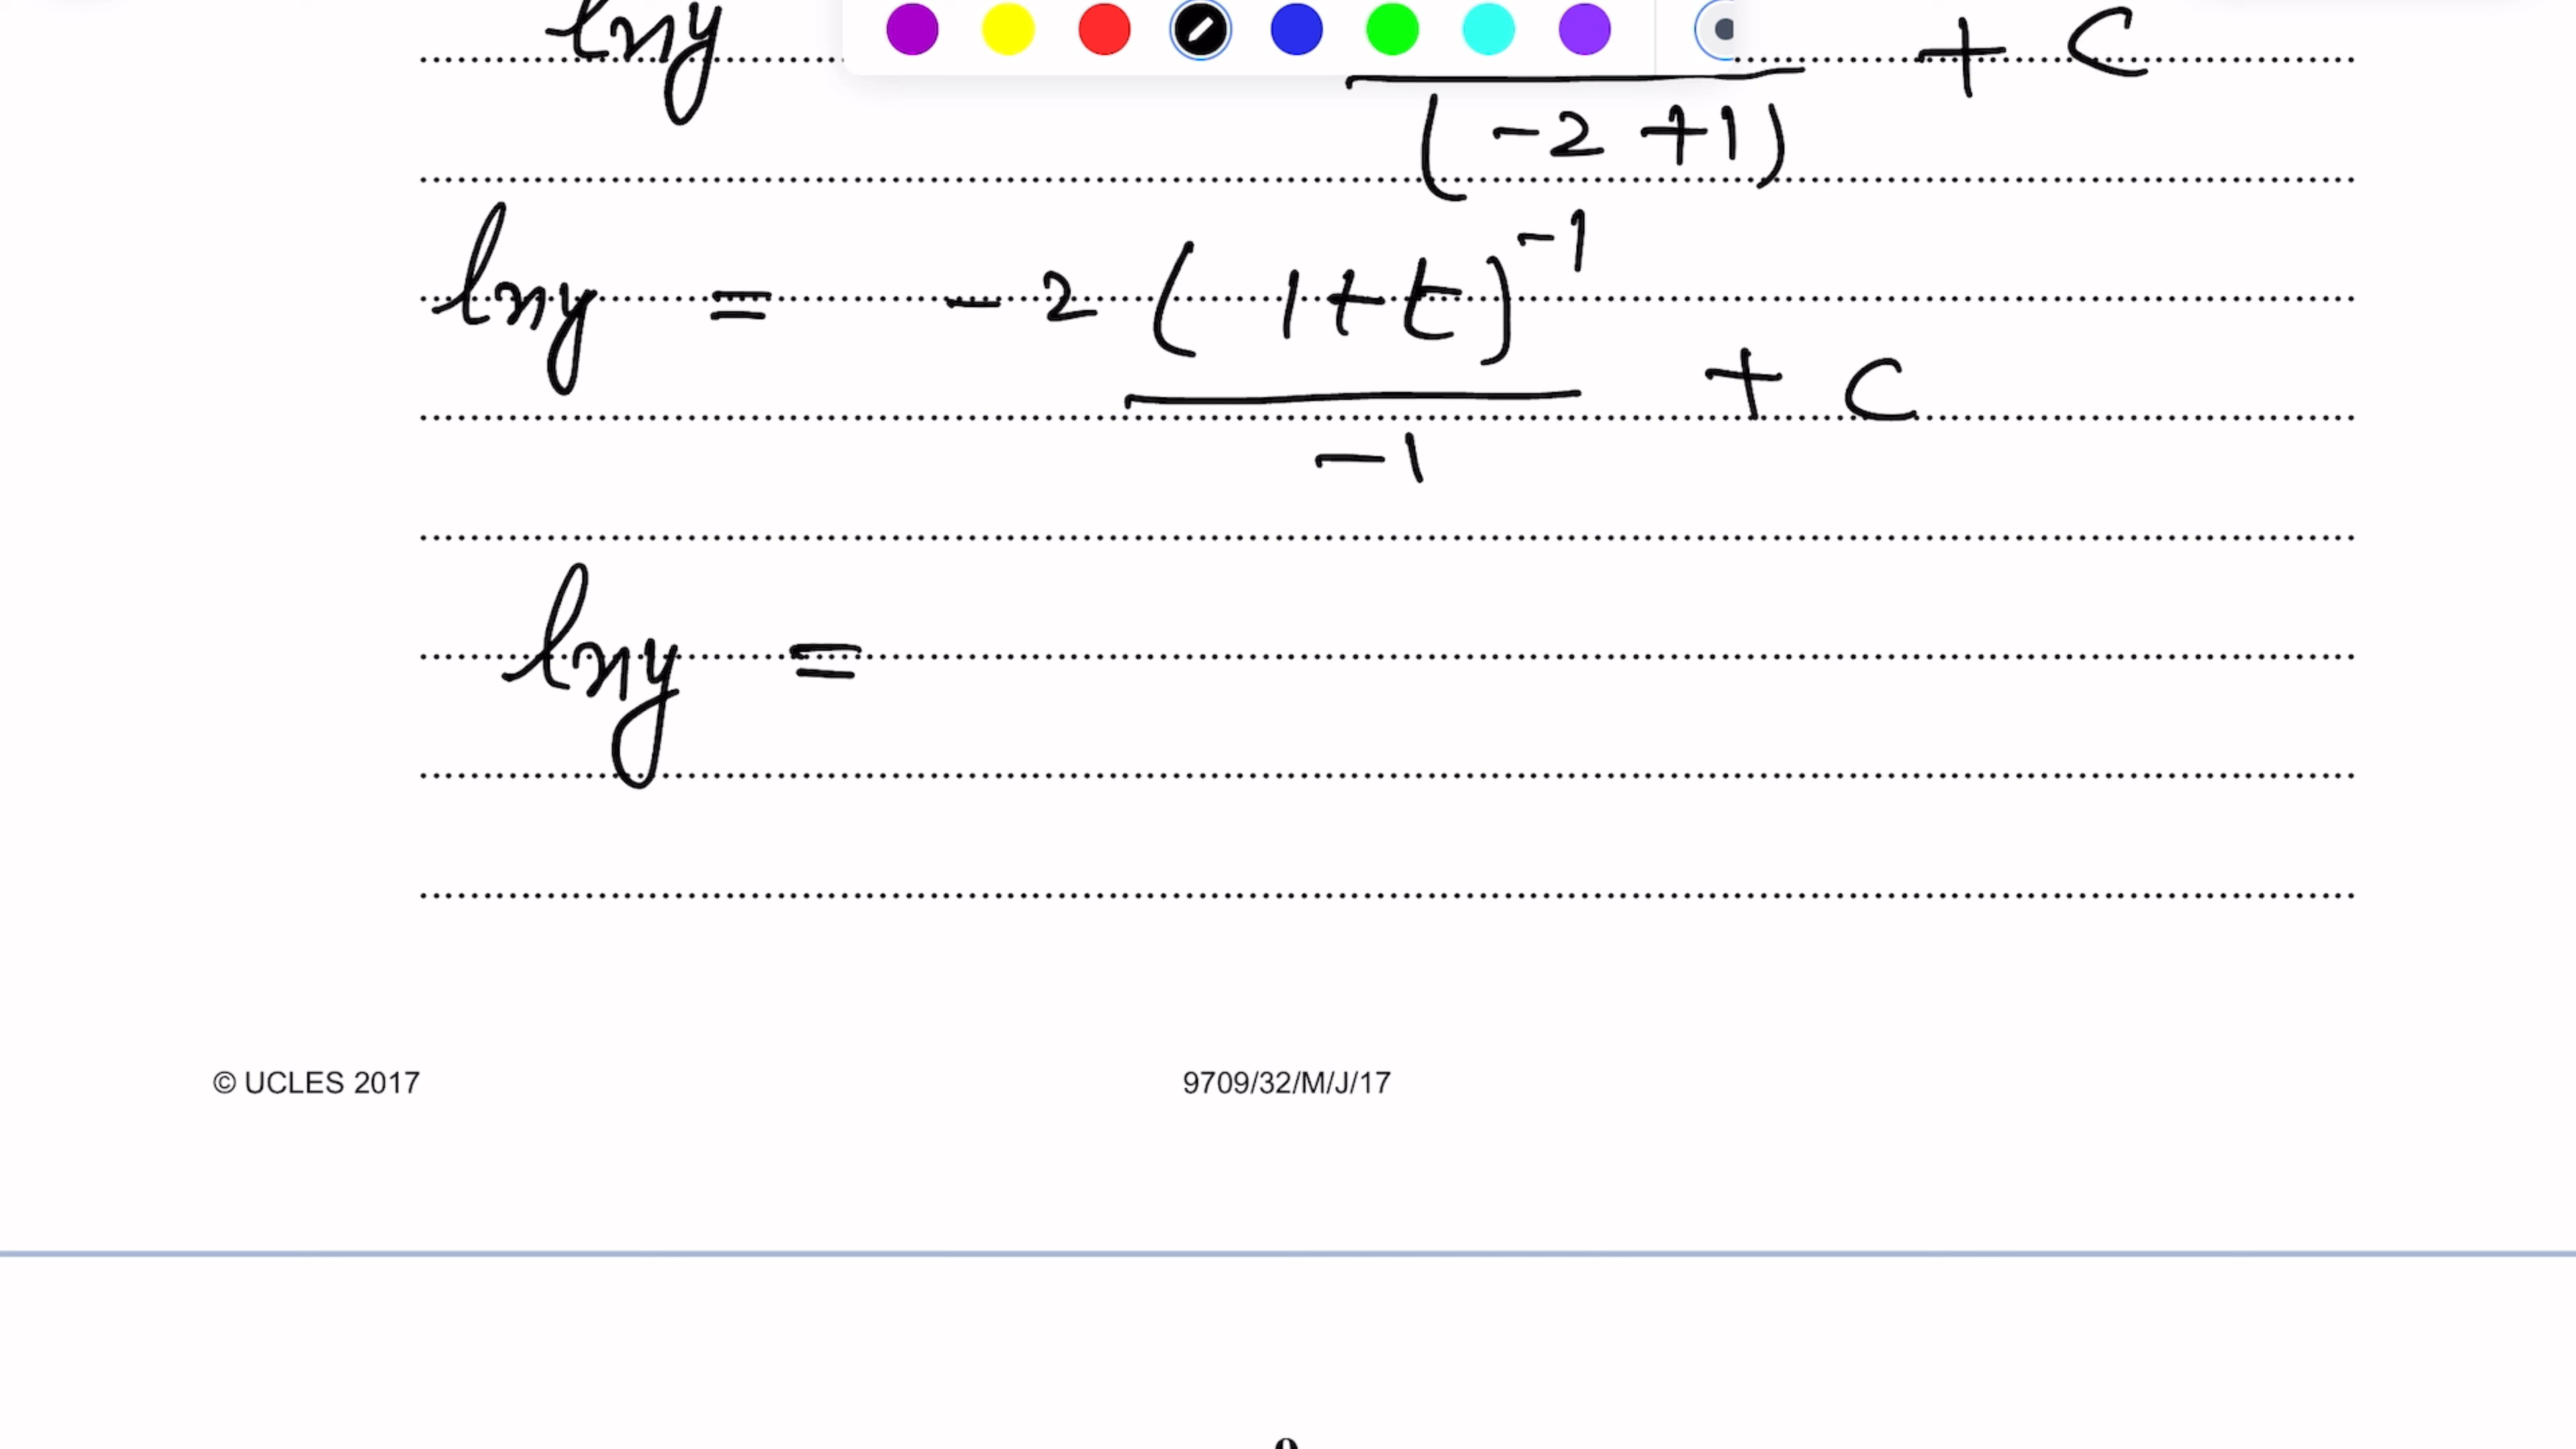 ln y + C
(-2 + 1)
ln y = -2 (1+t)^-1 / -1 + C
ln y =
© UCLES 2017 9709/32/M/J/17